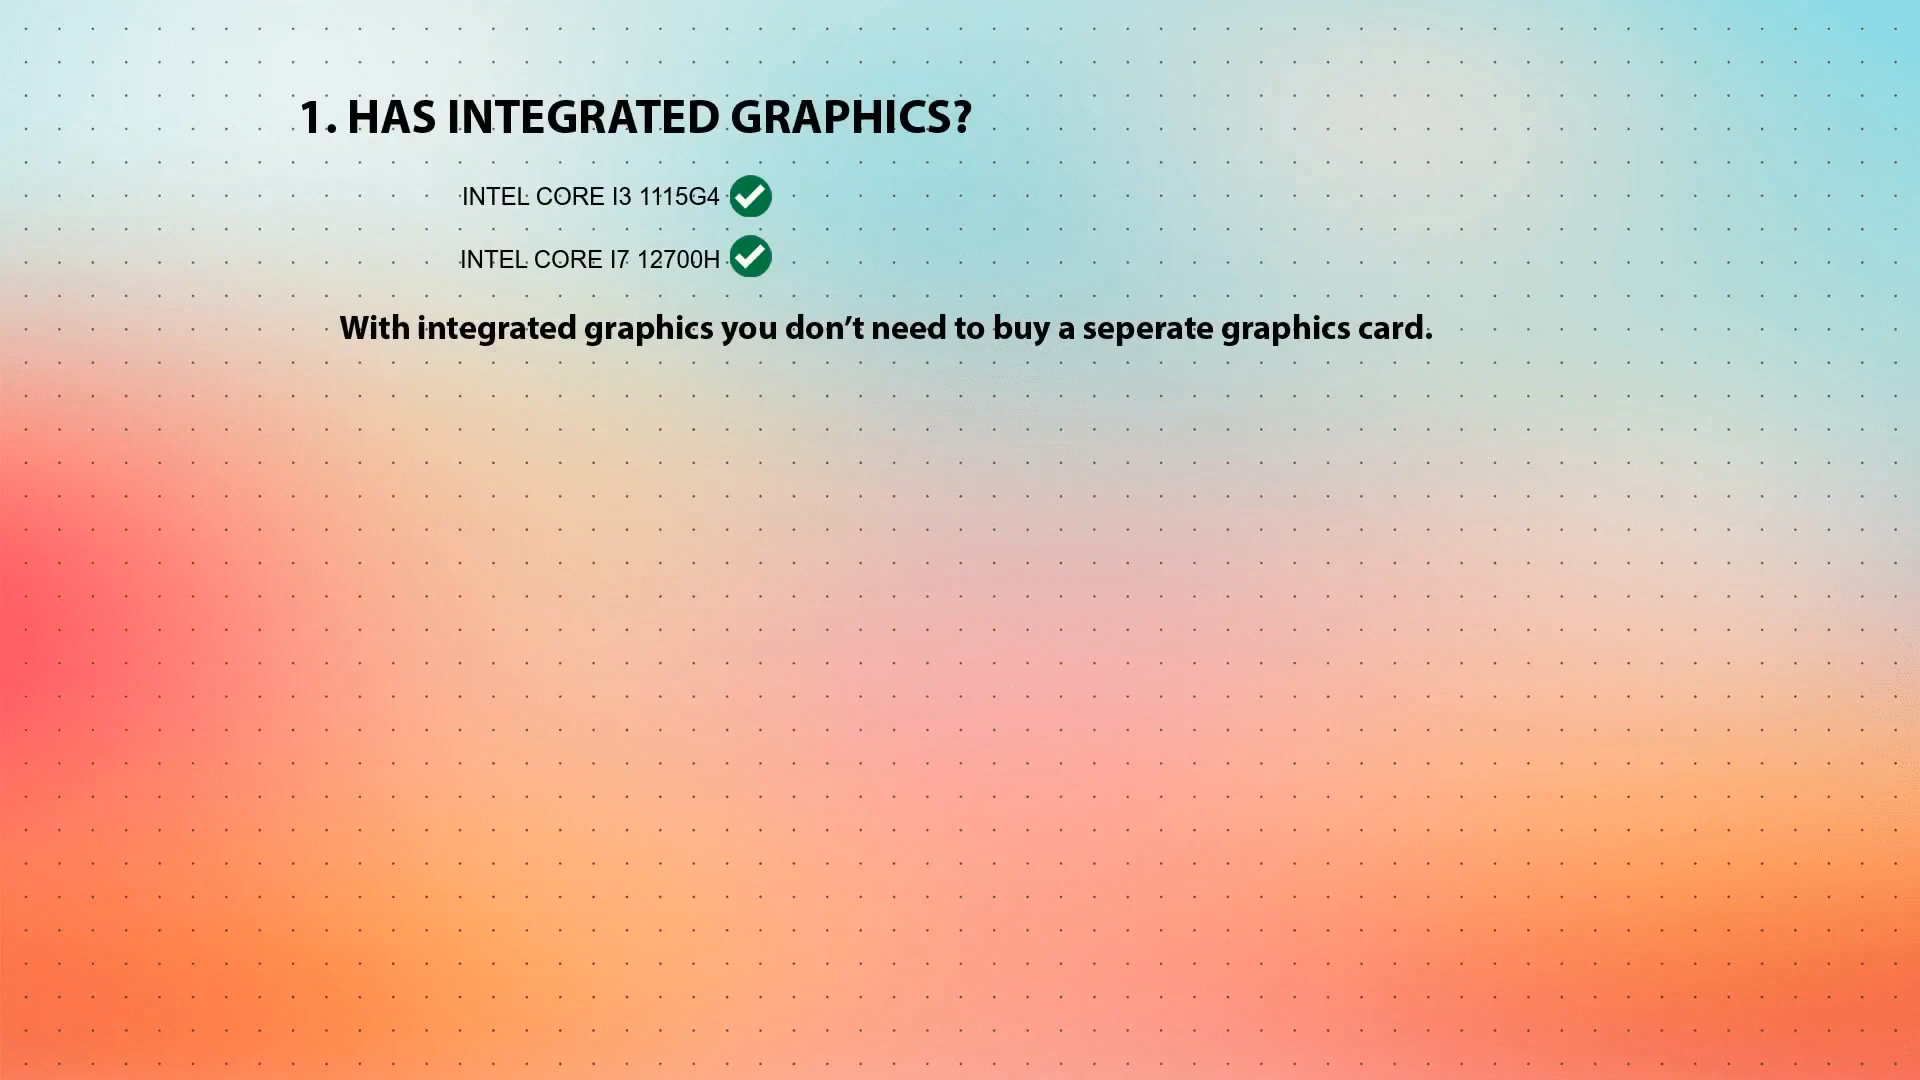 1. HAS INTEGRATED GRAPHICS?
INTEL CORE I3 1115G4
INTEL CORE I7 12700H
With integrated graphics you don’t need to buy a seperate graphics card.